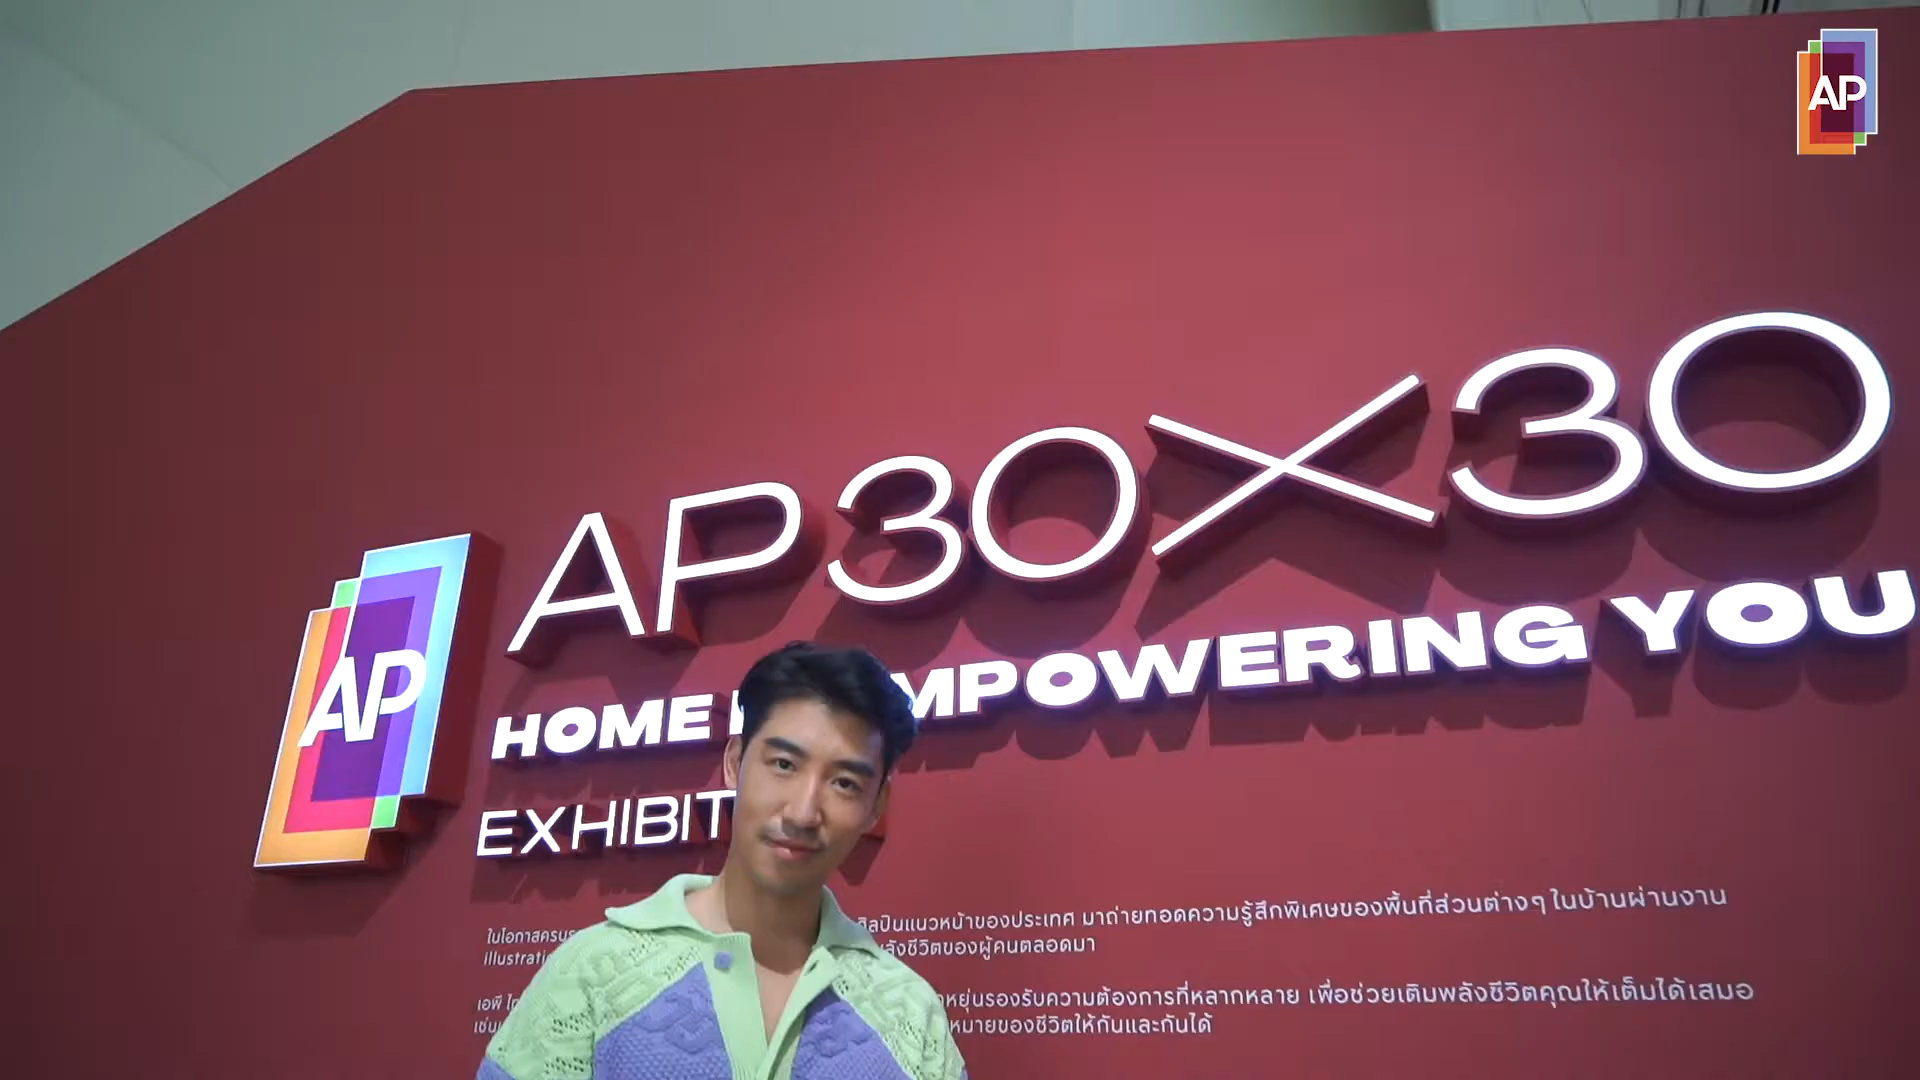 AP
AP 30X30
AP
HOME EMPOWERING YOU
EXHIBIT
ในโอกาสครบร ศิลปินแนวหน้าของประเทศ มาถ่ายทอดความรู้สึกพิเศษของพื้นที่ส่วนต่างๆ ในบ้านผ่านงาน
illustrati ลังชีวิตของผู้คนตลอดมา
เอพี ไท หยุ่นรองรับความต้องการที่หลากหลาย เพื่อช่วยเติมพลังชีวิตคุณให้เต็มได้เสมอ
เช่น หมายของชีวิตให้กันและกันได้